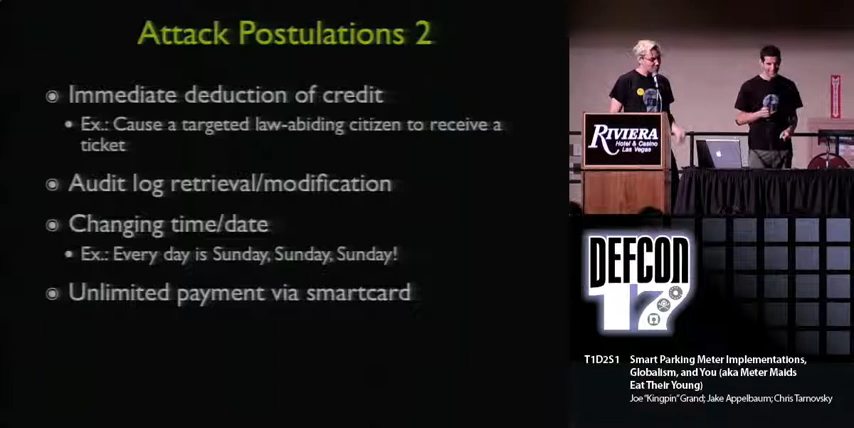 Attack Postulations 2
Immediate deduction of credit
Ex.: Cause a targeted law-abiding citizen to receive a
ticket
Audit log retrieval/modification
Changing time/date
Ex.: Every day is Sunday, Sunday, Sunday!
Unlimited payment via smartcard
RIVIERA
Hotel & Casino
Las Vegas
DEFCON
17
T1D2S1 Smart Parking Meter Implementations,
Globalism, and You (aka Meter Maids
Eat Their Young)
Joe "Kingpin" Grand; Jake Appelbaum; Chris Tarnovsky